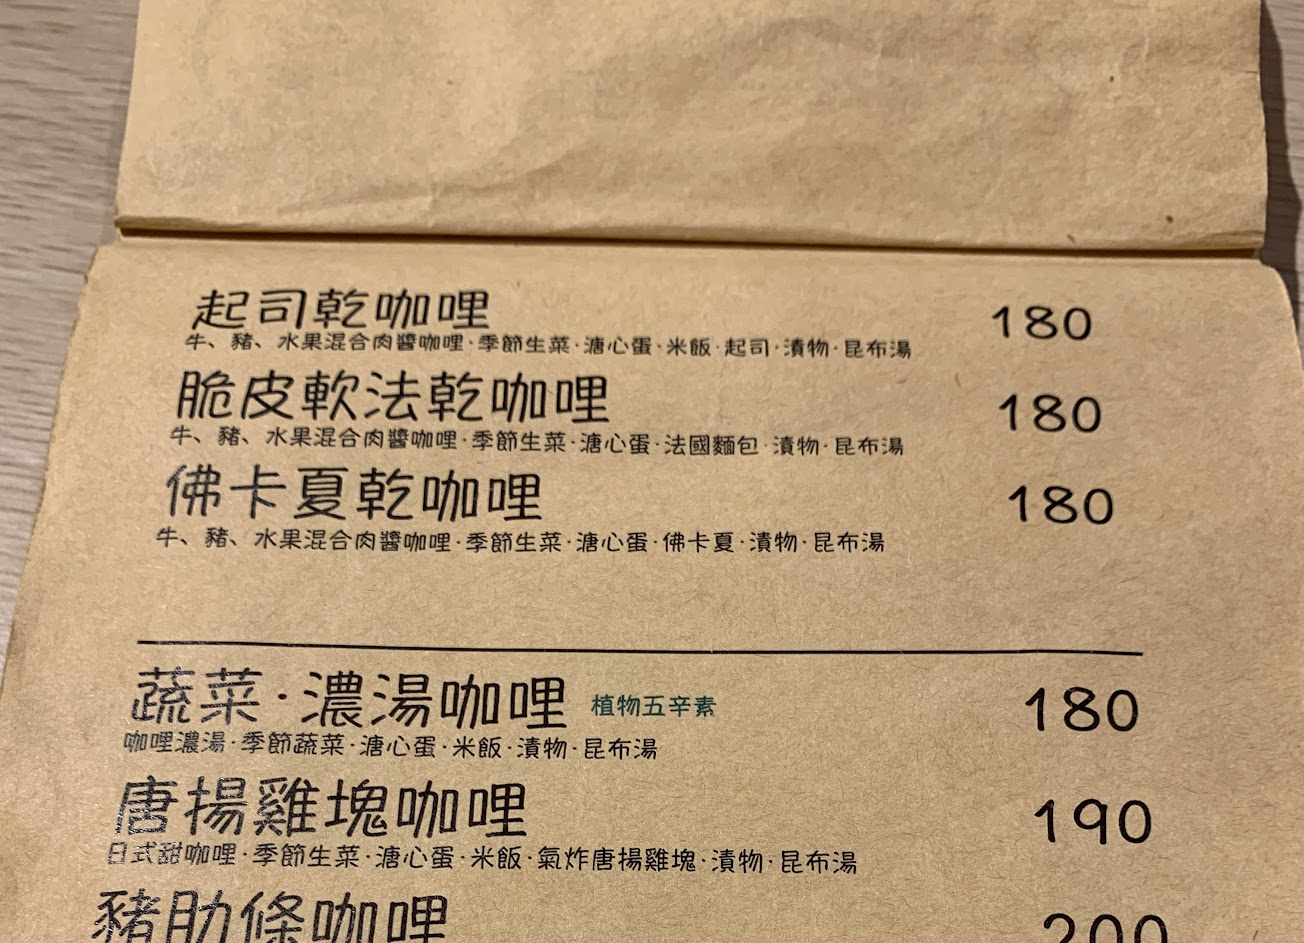 起司乾咖哩 180
牛、豬、水果混合肉醬咖哩·季節生菜·溏心蛋·米飯·起司·漬物·昆布湯
脆皮軟法乾咖哩 180
牛、豬、水果混合肉醬咖哩·季節生菜·溏心蛋·法國麵包·漬物·昆布湯
佛卡夏乾咖哩 180
牛、豬、水果混合肉醬咖哩·季節生菜·溏心蛋·佛卡夏·漬物·昆布湯
蔬菜·濃湯咖哩 植物五辛素 180
咖哩濃湯·季節蔬菜·溏心蛋·米飯·漬物·昆布湯
唐揚雞塊咖哩 190
日式甜咖哩·季節生菜·溏心蛋·米飯·氣炸唐揚雞塊·漬物·昆布湯
豬肋條咖哩 200